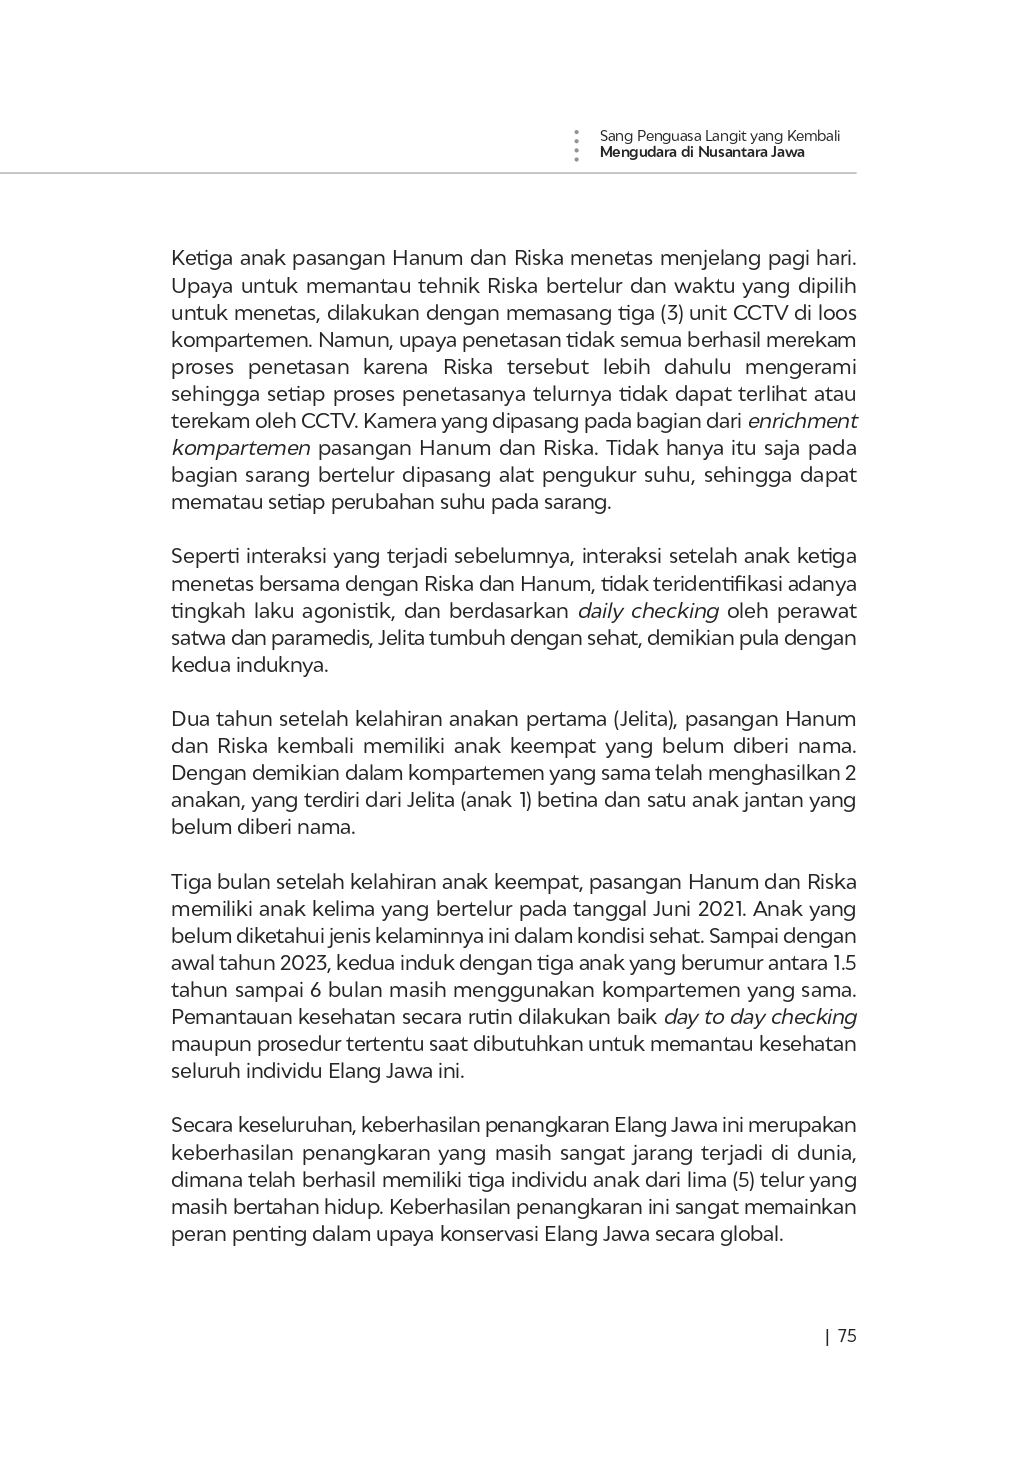 Sang Penguasa Langit yang Kembali
Mengudara di Nusantara Jawa
Ketiga anak pasangan Hanum dan Riska menetas menjelang pagi hari.
Upaya untuk memantau tehnik Riska bertelur dan waktu yang dipilih
untuk menetas, dilakukan dengan memasang tiga (3) unit CCTV di loos
kompartemen. Namun, upaya penetasan tidak semua berhasil merekam
proses penetasan karena Riska tersebut lebih dahulu mengerami
sehingga setiap proses penetasanya telurnya tidak dapat terlihat atau
terekam oleh CCTV. Kamera yang dipasang pada bagian dari enrichment
kompartemen pasangan Hanum dan Riska. Tidak hanya itu saja pada
bagian sarang bertelur dipasang alat pengukur suhu, sehingga dapat
mematau setiap perubahan suhu pada sarang.
Seperti interaksi yang terjadi sebelumnya, interaksi setelah anak ketiga
menetas bersama dengan Riska dan Hanum, tidak teridentifikasi adanya
tingkah laku agonistik, dan berdasarkan daily checking oleh perawat
satwa dan paramedis, Jelita tumbuh dengan sehat, demikian pula dengan
kedua induknya.
Dua tahun setelah kelahiran anakan pertama (Jelita), pasangan Hanum
dan Riska kembali memiliki anak keempat yang belum diberi nama.
Dengan demikian dalam kompartemen yang sama telah menghasilkan 2
anakan, yang terdiri dari Jelita (anak 1) betina dan satu anak jantan yang
belum diberi nama.
Tiga bulan setelah kelahiran anak keempat, pasangan Hanum dan Riska
memiliki anak kelima yang bertelur pada tanggal Juni 2021. Anak yang
belum diketahui jenis kelaminnya ini dalam kondisi sehat. Sampai dengan
awal tahun 2023, kedua induk dengan tiga anak yang berumur antara 1.5
tahun sampai 6 bulan masih menggunakan kompartemen yang sama.
Pemantauan kesehatan secara rutin dilakukan baik day to day checking
maupun prosedur tertentu saat dibutuhkan untuk memantau kesehatan
seluruh individu Elang Jawa ini.
Secara keseluruhan, keberhasilan penangkaran Elang Jawa ini merupakan
keberhasilan penangkaran yang masih sangat jarang terjadi di dunia,
dimana telah berhasil memiliki tiga individu anak dari lima (5) telur yang
masih bertahan hidup. Keberhasilan penangkaran ini sangat memainkan
peran penting dalam upaya konservasi Elang Jawa secara global.
| 75